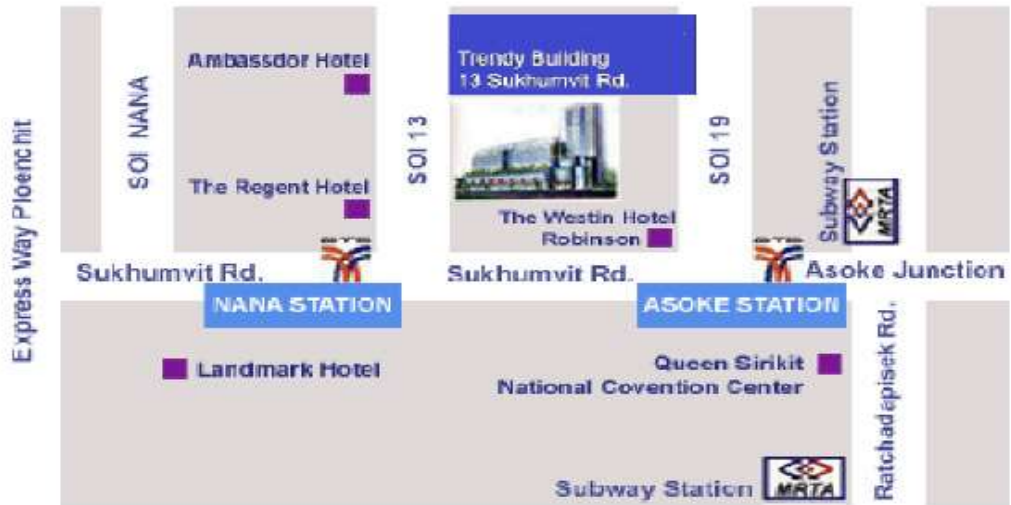 Ambassdor Hotel
Trendy Building
13 Sukhumvit Rd.
Express Way Ploenchit
SOI NANA
SOI 13
SOI 19
Subway Station
MRTA
The Regent Hotel
The Westin Hotel
Robinson
Sukhumvit Rd.
Sukhumvit Rd.
Asoke Junction
NANA STATION
ASOKE STATION
Landmark Hotel
Queen Sirikit
National Covention Center
Ratchadapisek Rd.
Subway Station
MRTA